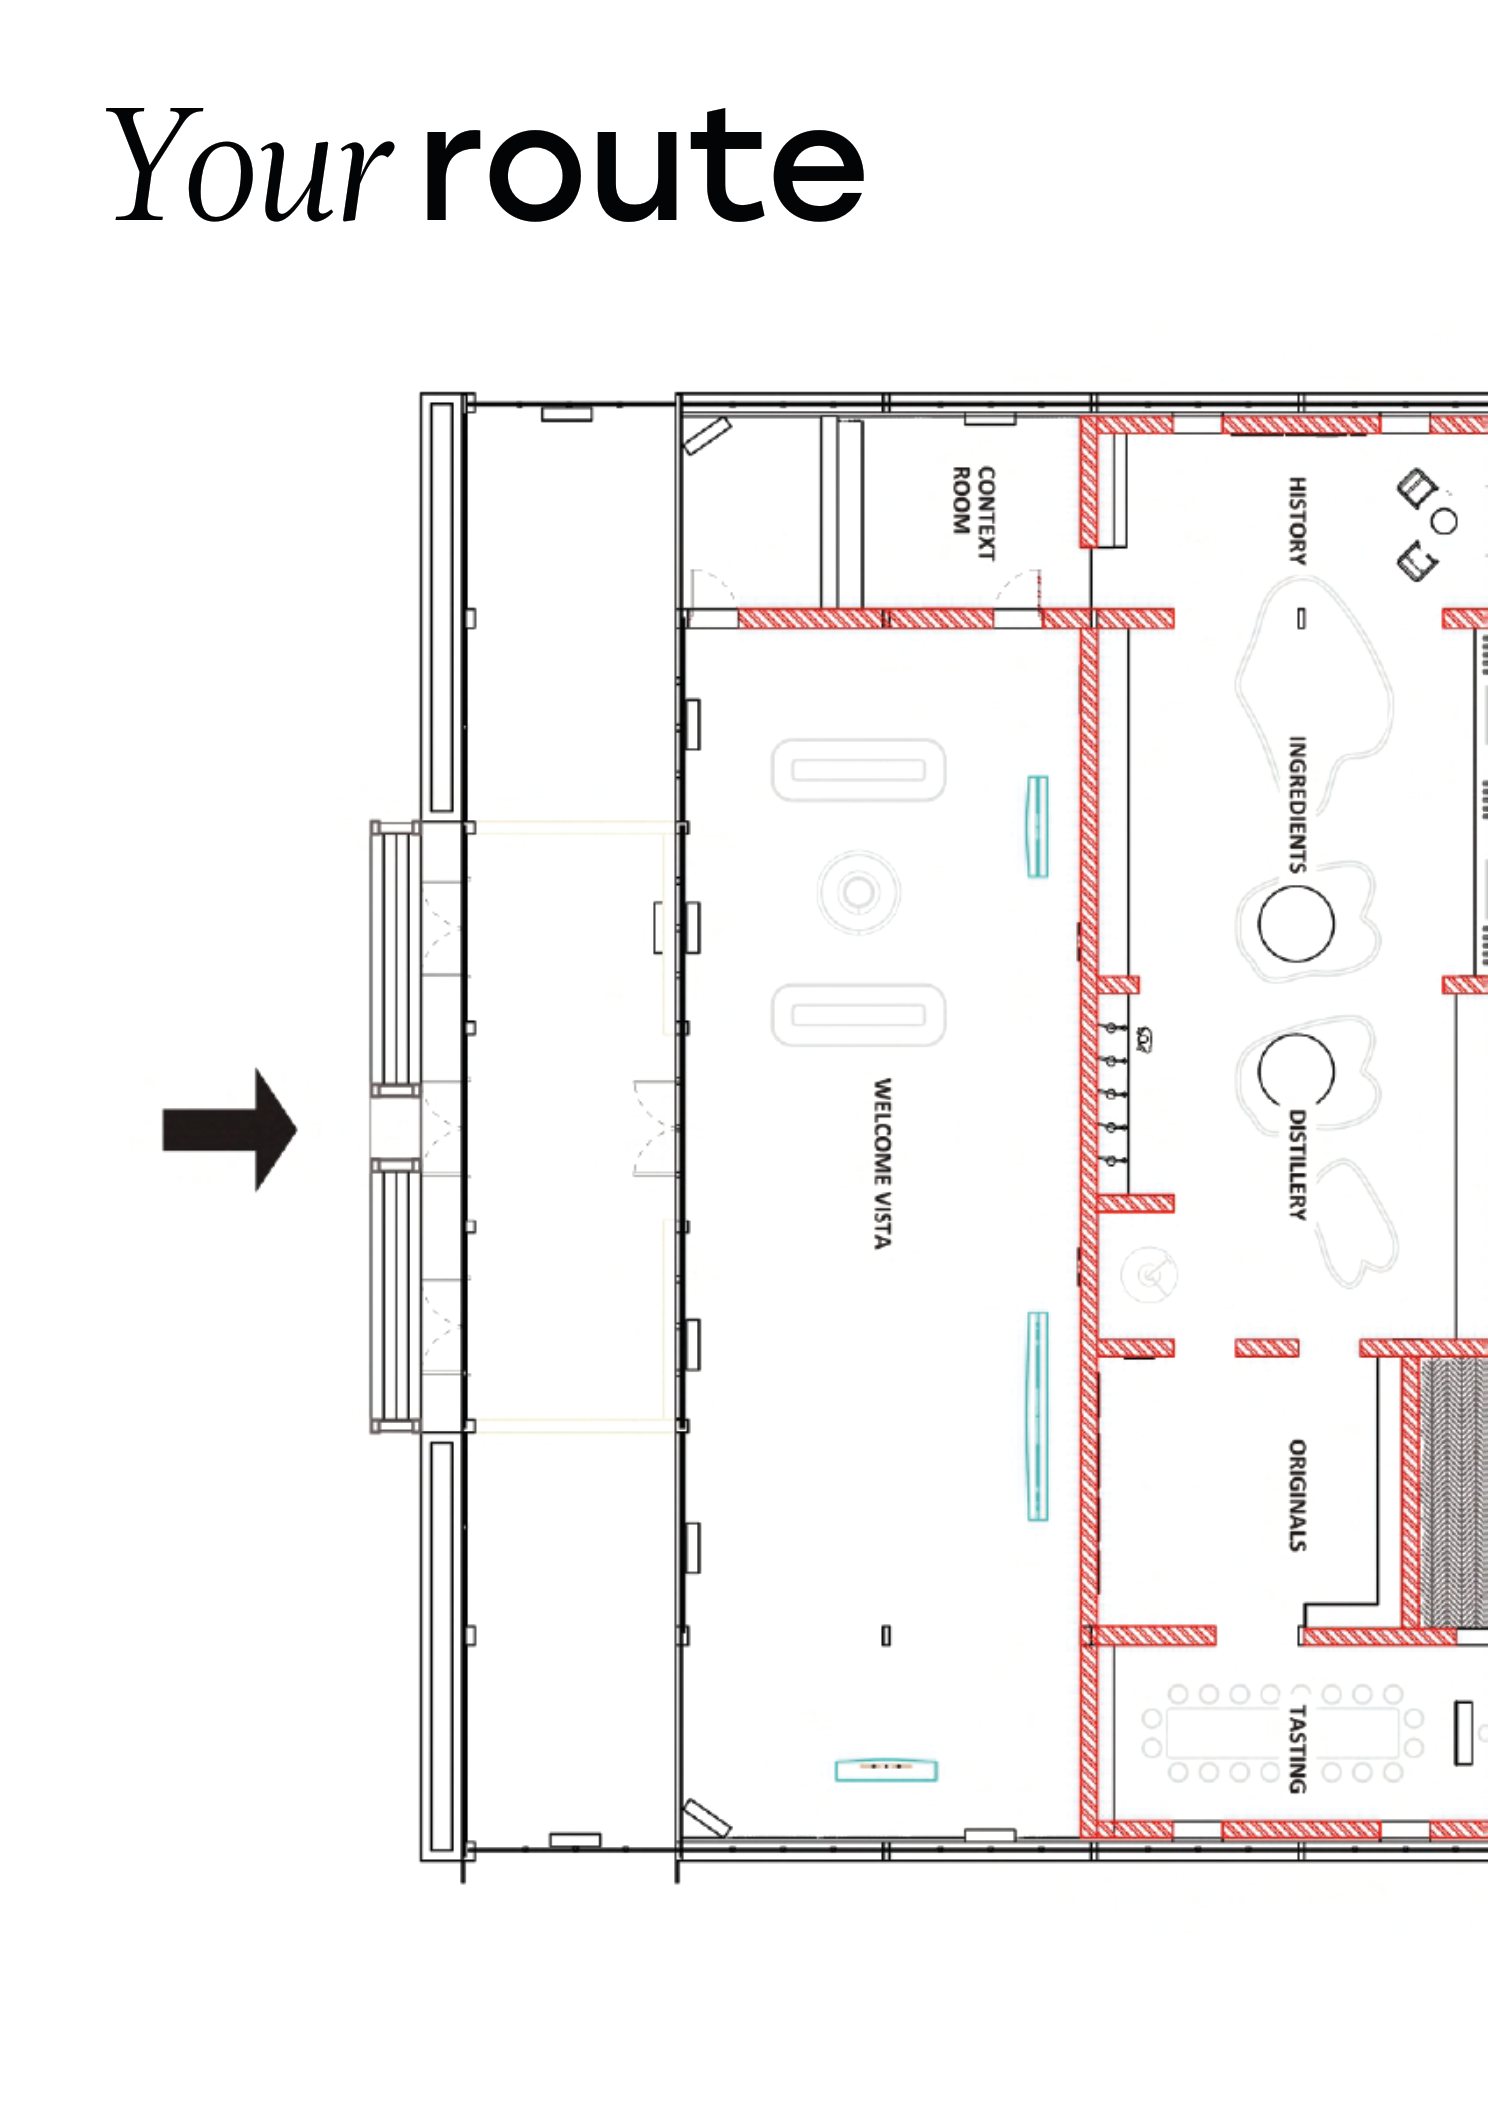 Your route
CONTEXT
ROOM
HISTORY
INGREDIENTS
WELCOME VISTA
DISTILLERY
ORIGINALS
TASTING